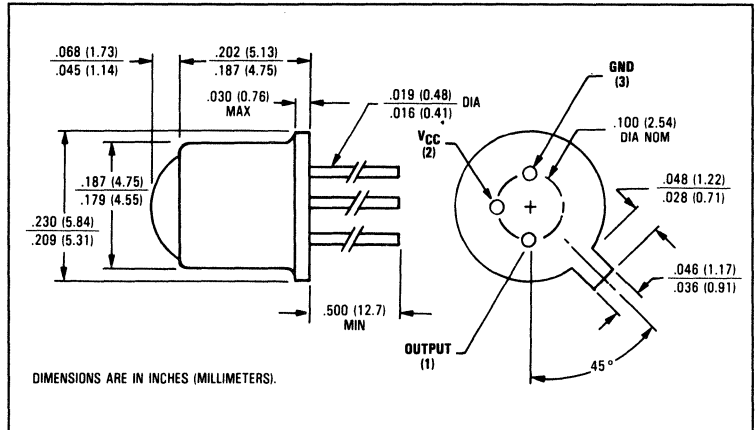 .068 (1.73)
.045 (1.14)
.202 (5.13)
.187 (4.75)
.030 (0.76)
MAX
.019 (0.48)
.016 (0.41)
DIA
GND
(3)
VCC
(2)
.100 (2.54)
DIA NOM
.187 (4.75)
.179 (4.55)
.230 (5.84)
.209 (5.31)
.048 (1.22)
.028 (0.71)
.046 (1.17)
.036 (0.91)
.500 (12.7)
MIN
OUTPUT
(1)
45°
DIMENSIONS ARE IN INCHES (MILLIMETERS).